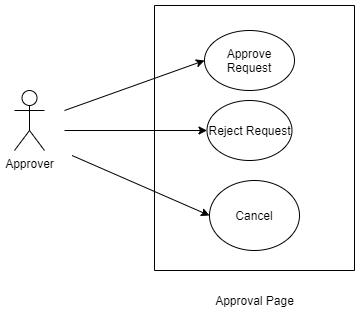 Approve
Request
Reject Request
Approver
Cancel
Approval Page